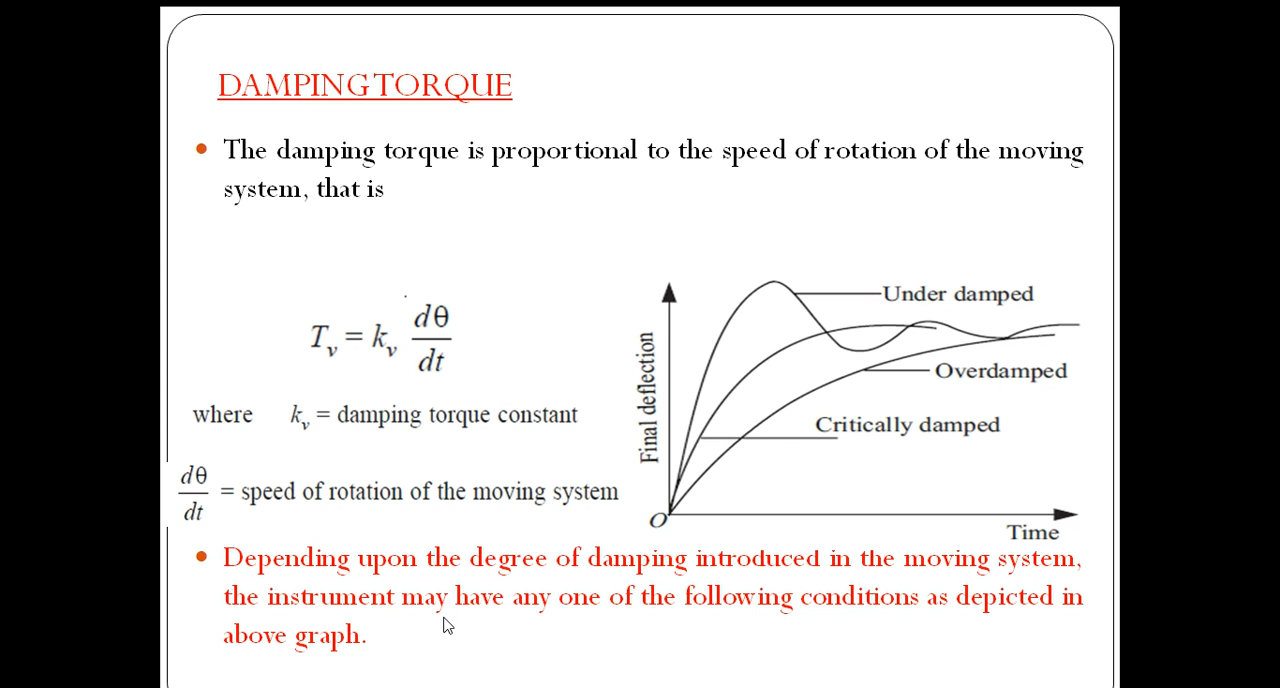 DAMPING TORQUE
• The damping torque is proportional to the speed of rotation of the moving
system, that is
T_v = k_v dθ/dt
where k_v = damping torque constant
dθ/dt = speed of rotation of the moving system
Final deflection
Under damped
Overdamped
Critically damped
O
Time
• Depending upon the degree of damping introduced in the moving system,
the instrument may have any one of the following conditions as depicted in
above graph.